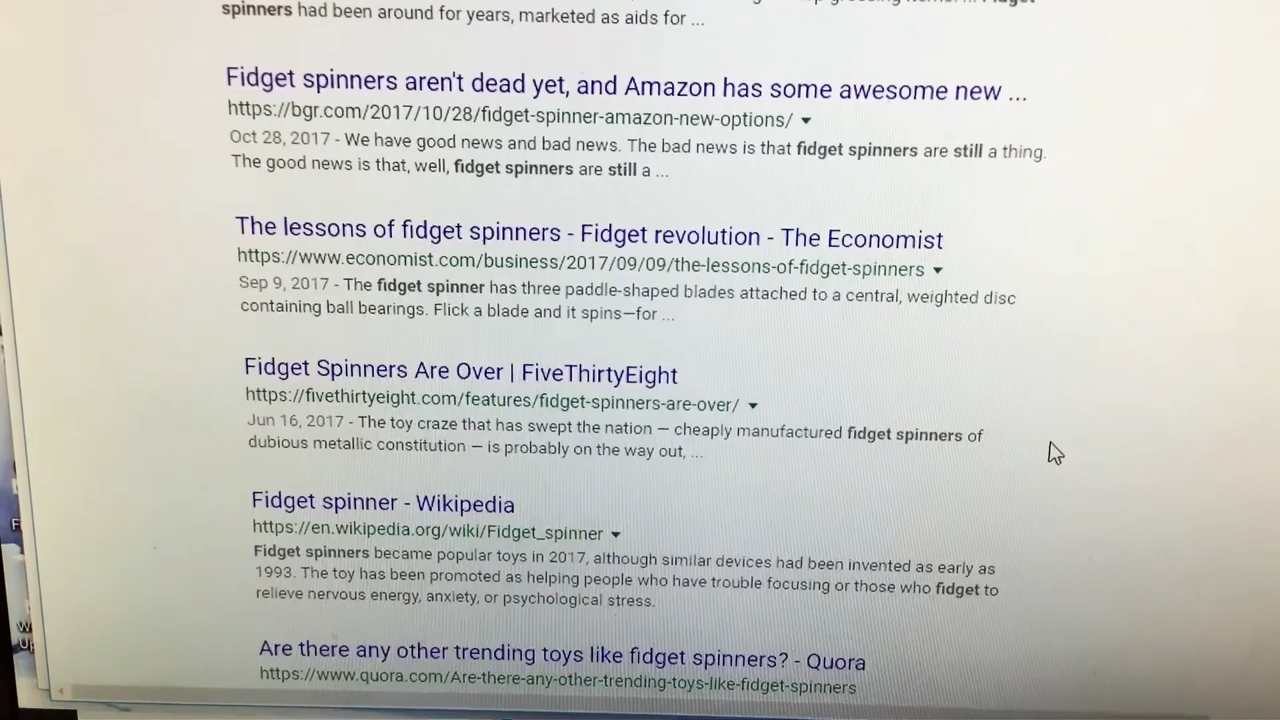 spinners had been around for years, marketed as aids for ...
Fidget spinners aren't dead yet, and Amazon has some awesome new ...
https://bgr.com/2017/10/28/fidget-spinner-amazon-new-options/
Oct 28, 2017 - We have good news and bad news. The bad news is that fidget spinners are still a thing.
The good news is that, well, fidget spinners are still a ...
The lessons of fidget spinners - Fidget revolution - The Economist
https://www.economist.com/business/2017/09/09/the-lessons-of-fidget-spinners
Sep 9, 2017 - The fidget spinner has three paddle-shaped blades attached to a central, weighted disc
containing ball bearings. Flick a blade and it spins—for ...
Fidget Spinners Are Over | FiveThirtyEight
https://fivethirtyeight.com/features/fidget-spinners-are-over/
Jun 16, 2017 - The toy craze that has swept the nation — cheaply manufactured fidget spinners of
dubious metallic constitution — is probably on the way out, ...
Fidget spinner - Wikipedia
https://en.wikipedia.org/wiki/Fidget_spinner
Fidget spinners became popular toys in 2017, although similar devices had been invented as early as
1993. The toy has been promoted as helping people who have trouble focusing or those who fidget to
relieve nervous energy, anxiety, or psychological stress.
Are there any other trending toys like fidget spinners? - Quora
https://www.quora.com/Are-there-any-other-trending-toys-like-fidget-spinners